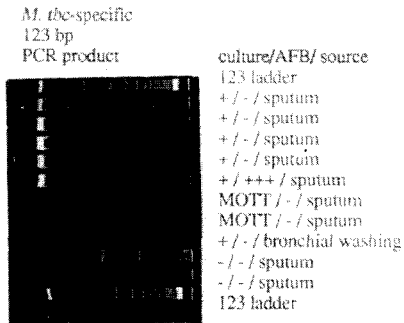 M. tbc-specific
123 bp
PCR product
culture/AFB/ source
123 ladder
+ / - / sputum
+ / - / sputum
+ / - / sputum
+ / - / sputum
+ / +++ / sputum
MOTT / - / sputum
MOTT / - / sputum
+ / - / bronchial washing
- / - / sputum
- / - / sputum
123 ladder